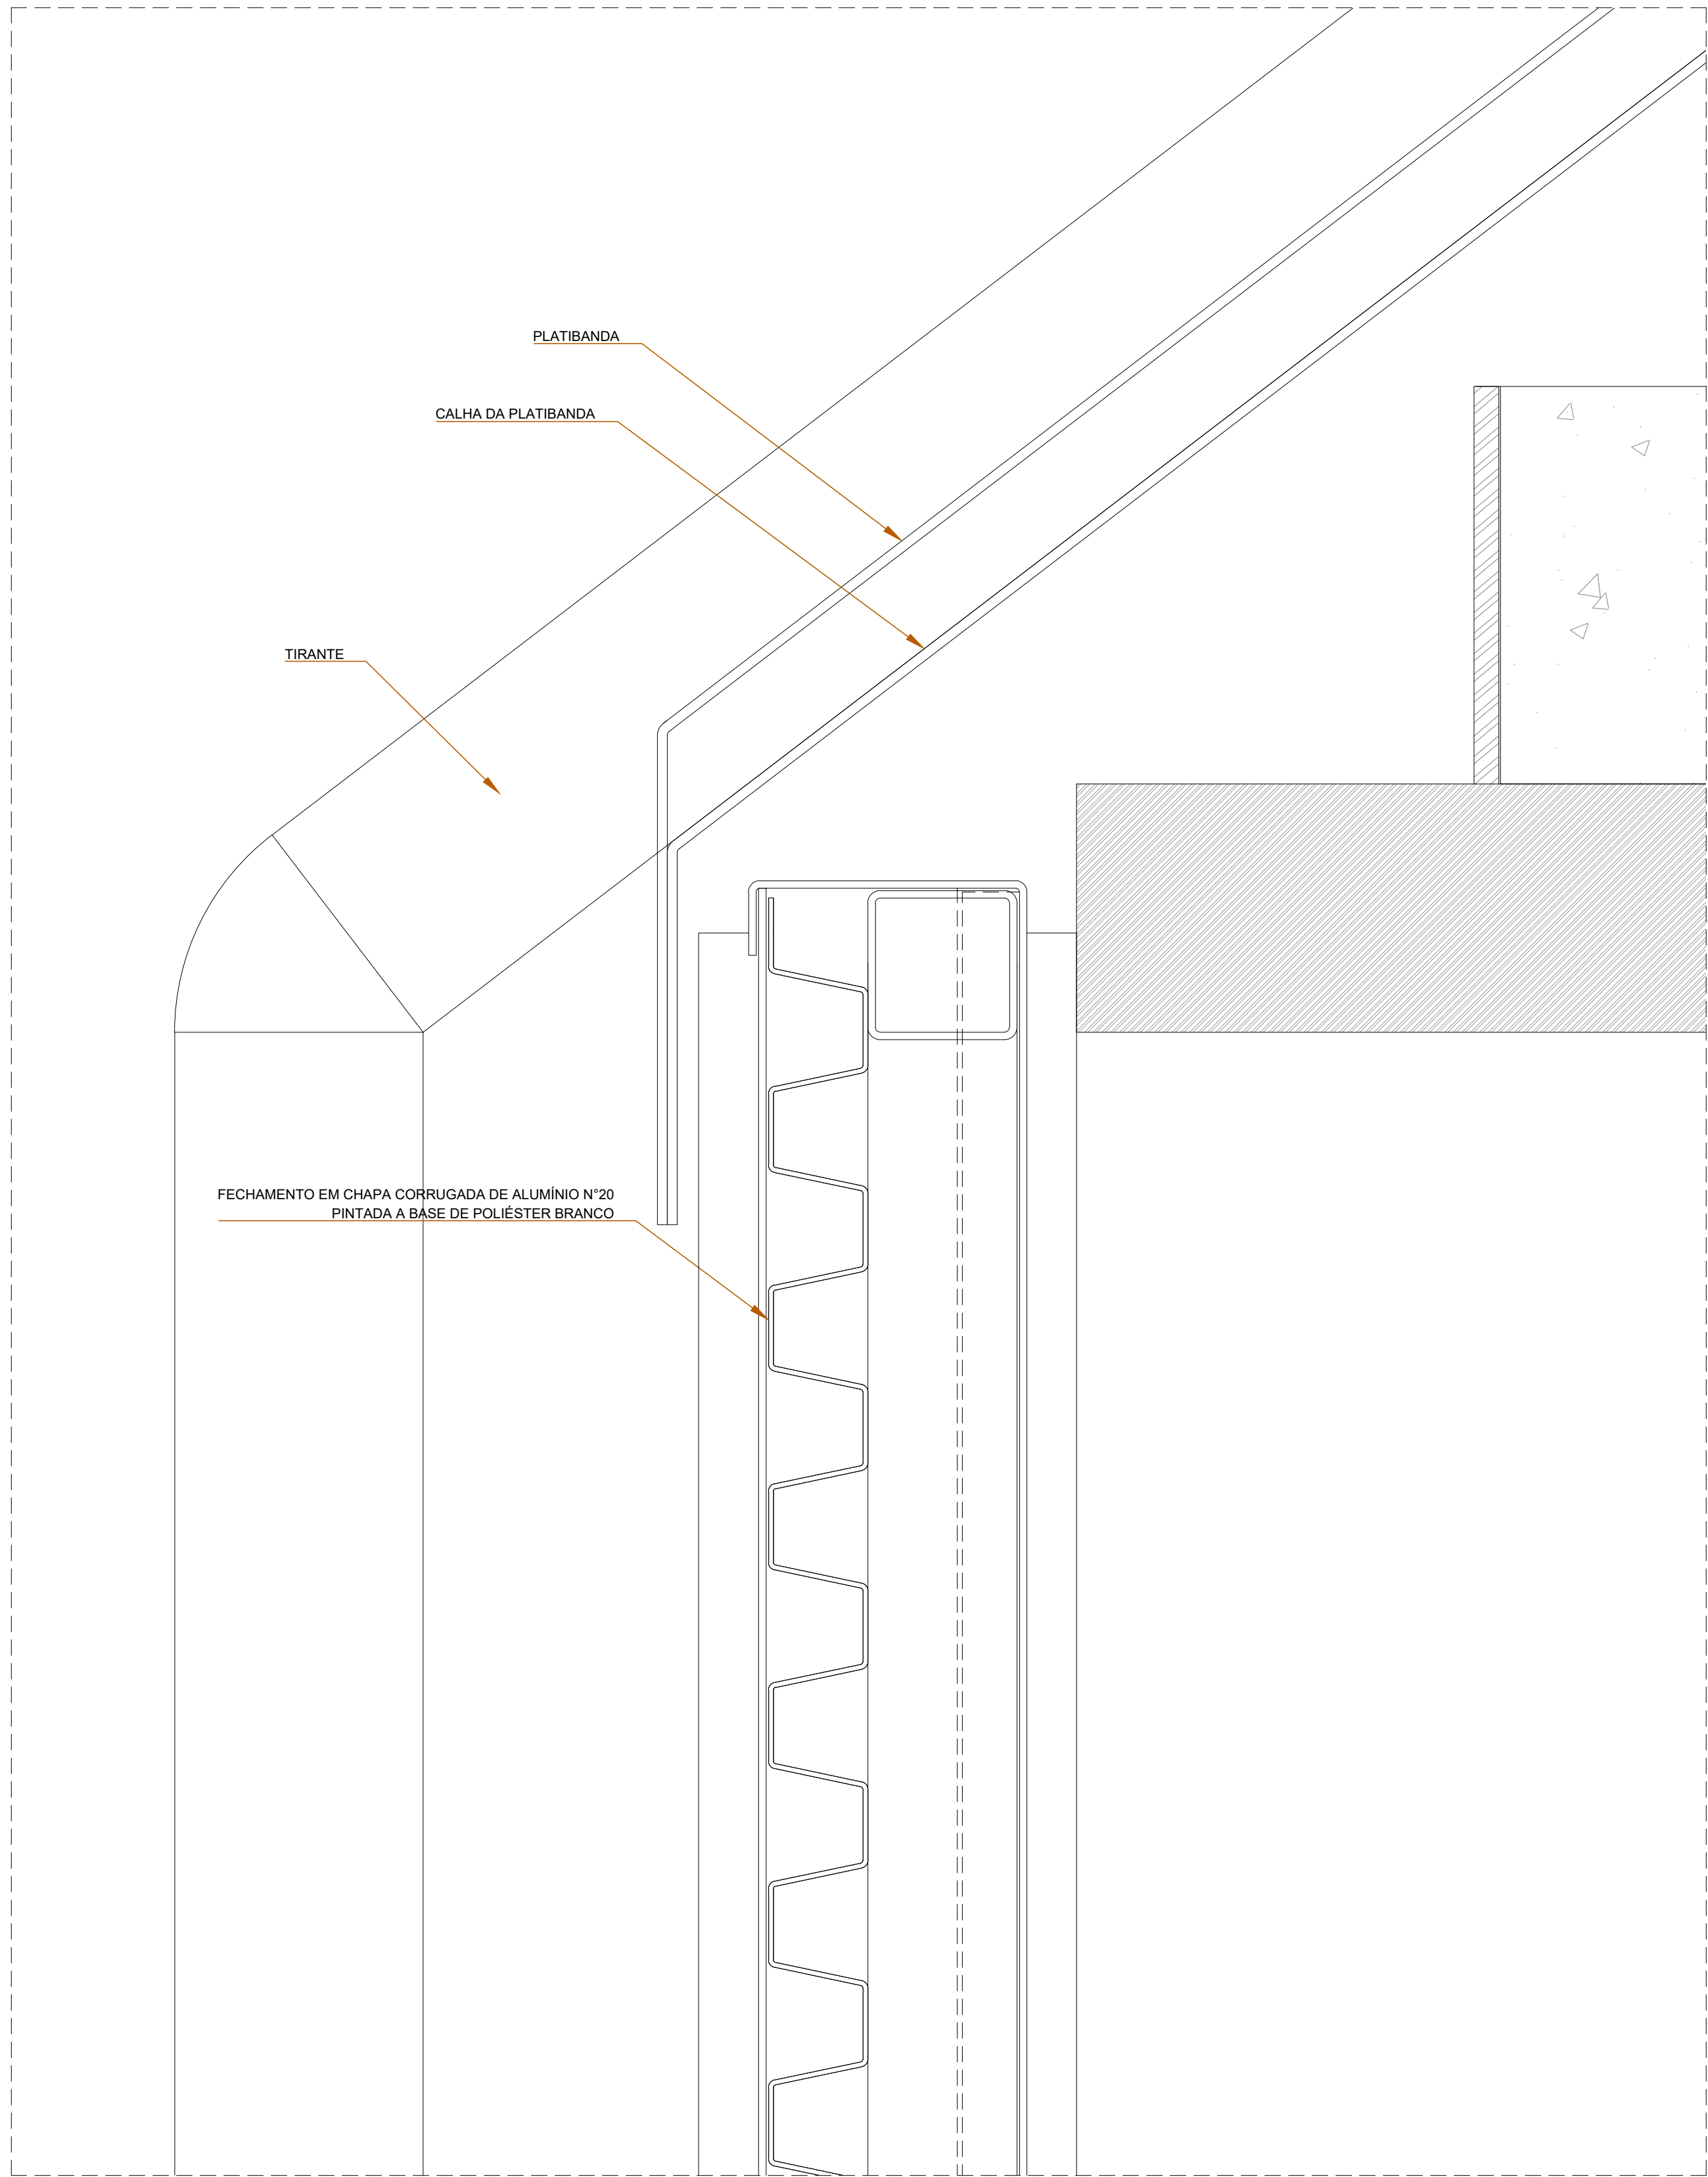 PLATIBANDA
CALHA DA PLATIBANDA
TIRANTE
FECHAMENTO EM CHAPA CORRUGADA DE ALUMÍNIO N°20
PINTADA A BASE DE POLIÉSTER BRANCO